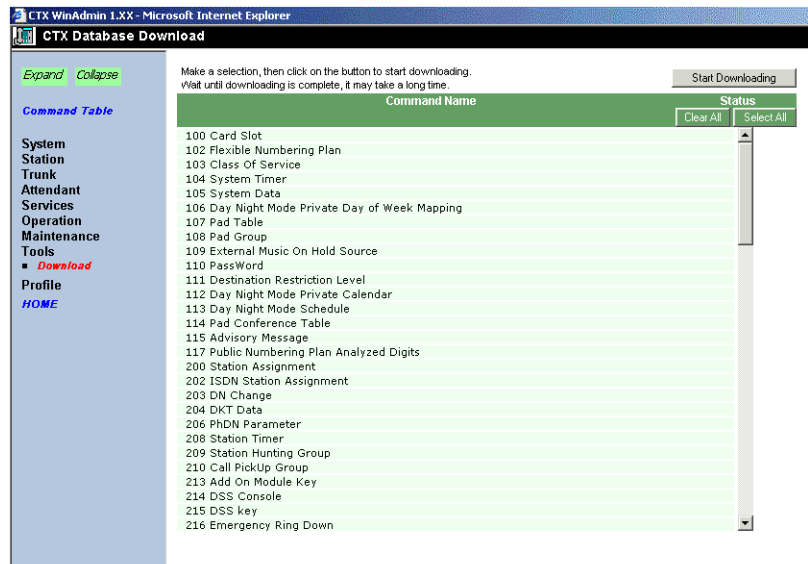 CTX WinAdmin 1.XX - Microsoft Internet Explorer
CTX Database Download
Expand Collapse
Command Table
System
Station
Trunk
Attendant
Services
Operation
Maintenance
Tools
Download
Profile
HOME
Make a selection, then click on the button to start downloading.
Wait until downloading is complete, it may take a long time.
Start Downloading
Command Name Status
Clear All Select All
100 Card Slot
102 Flexible Numbering Plan
103 Class Of Service
104 System Timer
105 System Data
106 Day Night Mode Private Day of Week Mapping
107 Pad Table
108 Pad Group
109 External Music On Hold Source
110 PassWord
111 Destination Restriction Level
112 Day Night Mode Private Calendar
113 Day Night Mode Schedule
114 Pad Conference Table
115 Advisory Message
117 Public Numbering Plan Analyzed Digits
200 Station Assignment
202 ISDN Station Assignment
203 DN Change
204 DKT Data
206 PhDN Parameter
208 Station Timer
209 Station Hunting Group
210 Call PickUp Group
213 Add On Module Key
214 DSS Console
215 DSS key
216 Emergency Ring Down